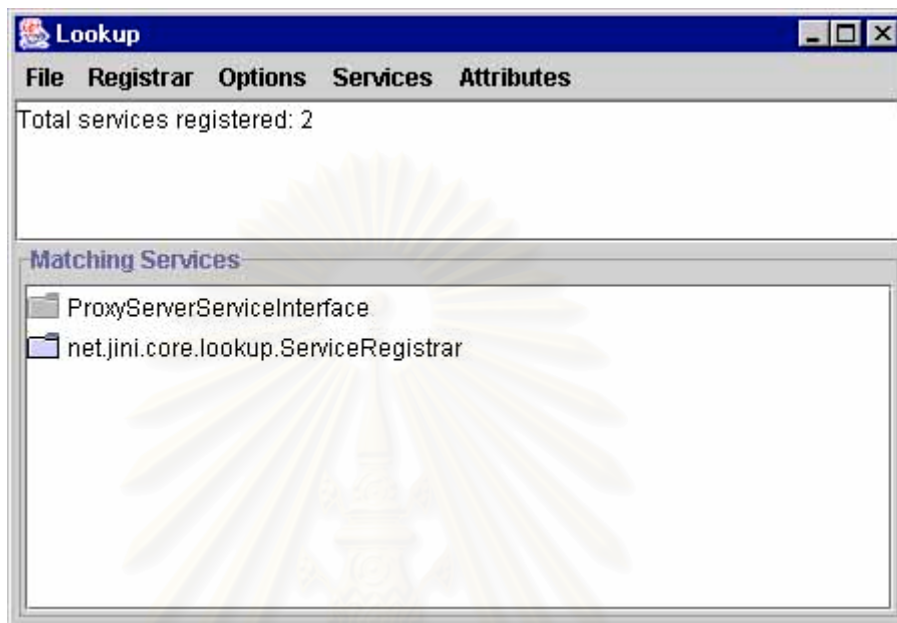 Lookup
File Registrar Options Services Attributes
Total services registered: 2
Matching Services
ProxyServerServiceInterface
net.jini.core.lookup.ServiceRegistrar